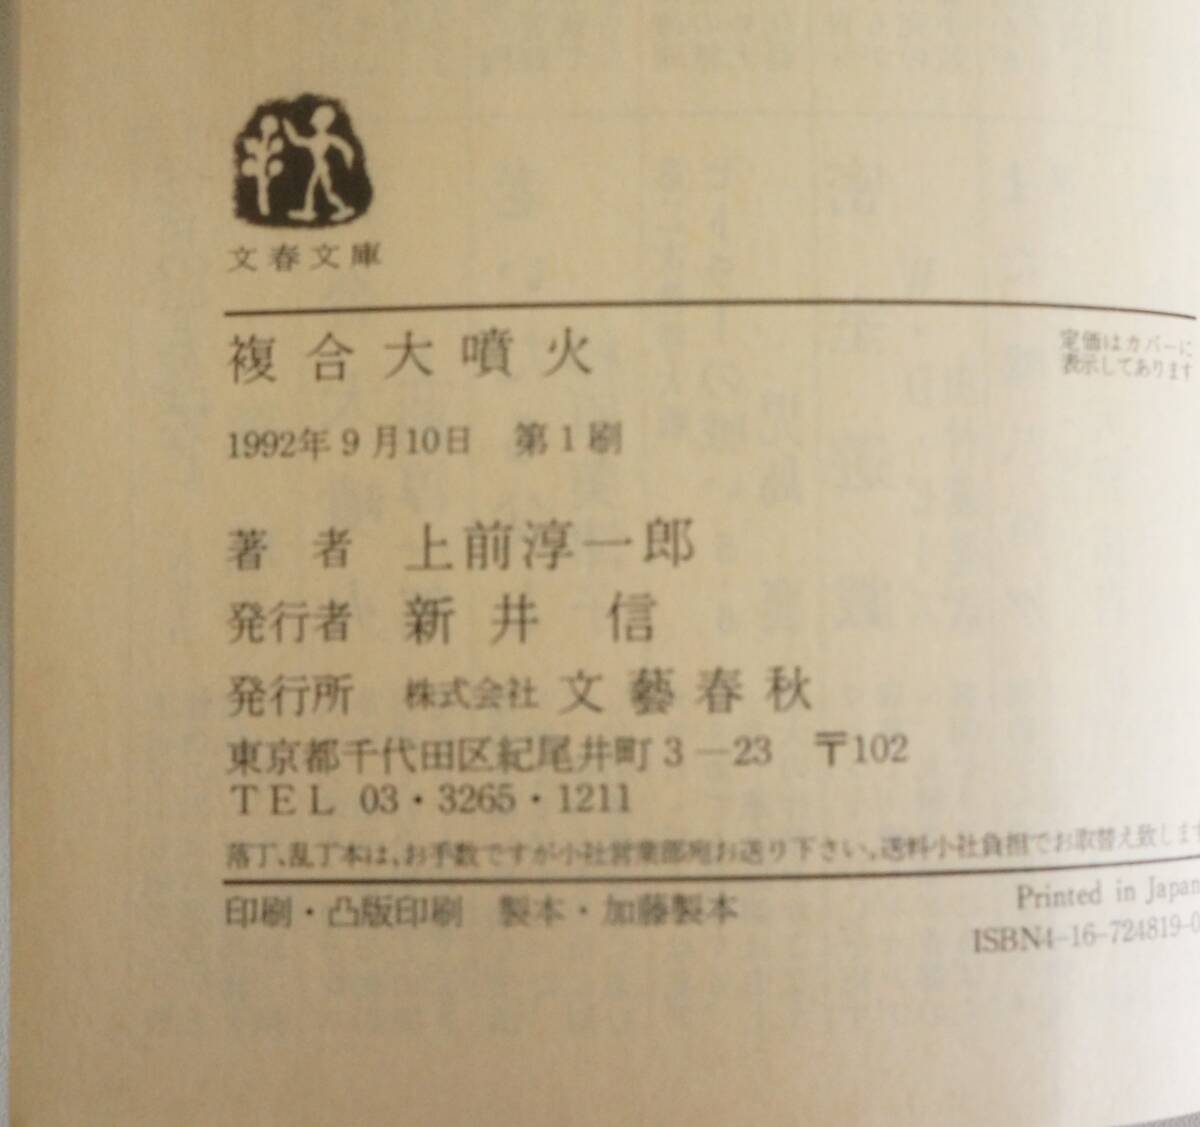 文春文庫
複合大噴火
定価はカバーに
表示してあります
1992年9月10日 第1刷
著者 上前淳一郎
発行者 新井 信
発行所 株式会社 文藝春秋
東京都千代田区紀尾井町3—23 〒102
TEL 03・3265・1211
落丁、乱丁本は、お手数ですが小社営業部宛お送り下さい。送料小社負担でお取替え致します
印刷・凸版印刷 製本・加藤製本
Printed in Japan
ISBN4-16-724819-0